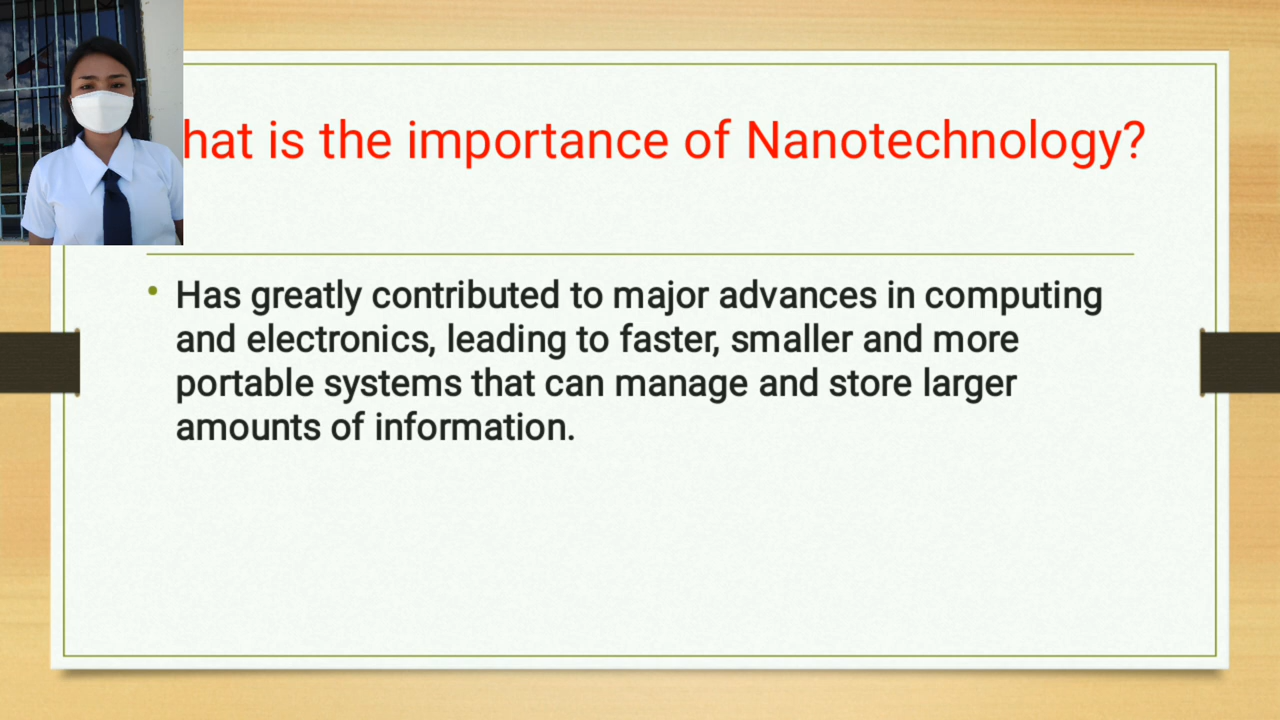 hat is the importance of Nanotechnology?
• Has greatly contributed to major advances in computing
and electronics, leading to faster, smaller and more
portable systems that can manage and store larger
amounts of information.